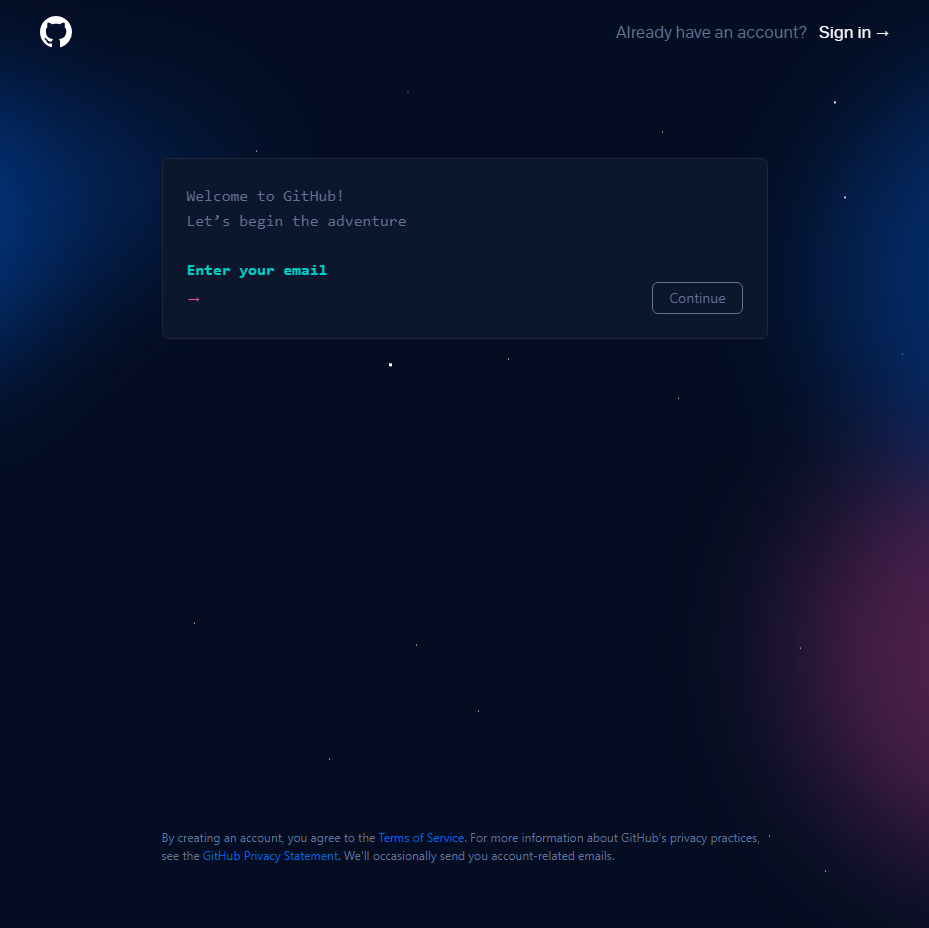 Already have an account? Sign in →
Welcome to GitHub!
Let’s begin the adventure
Enter your email
→
Continue
By creating an account, you agree to the Terms of Service. For more information about GitHub's privacy practices,
see the GitHub Privacy Statement. We'll occasionally send you account-related emails.